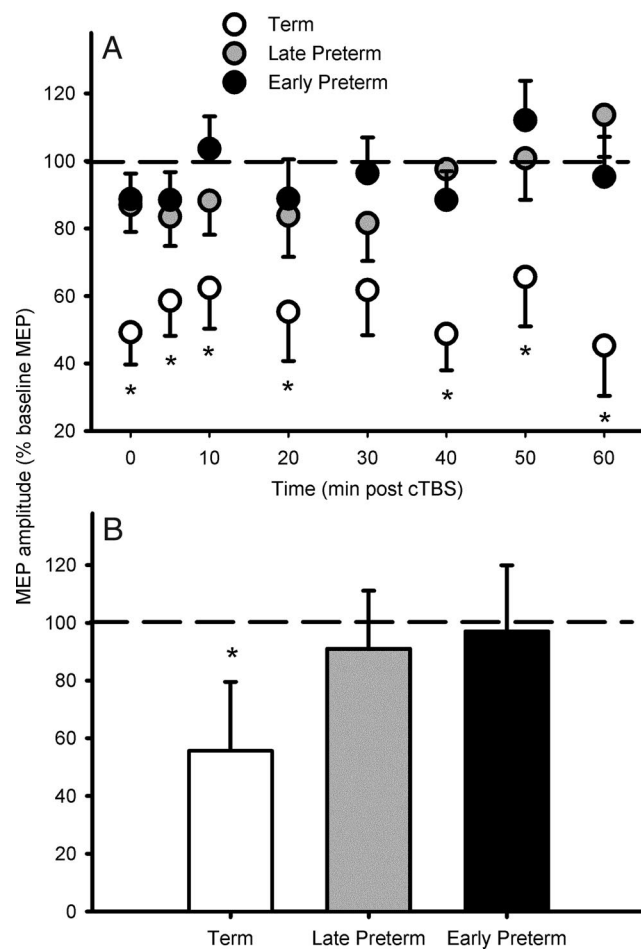 A
Term
Late Preterm
Early Preterm
120
100
80
60
40
20
* * * * * * *
0 10 20 30 40 50 60
Time (min post cTBS)
MEP amplitude (% baseline MEP)
B
120
100
80
60
40
20
0
*
Term Late Preterm Early Preterm